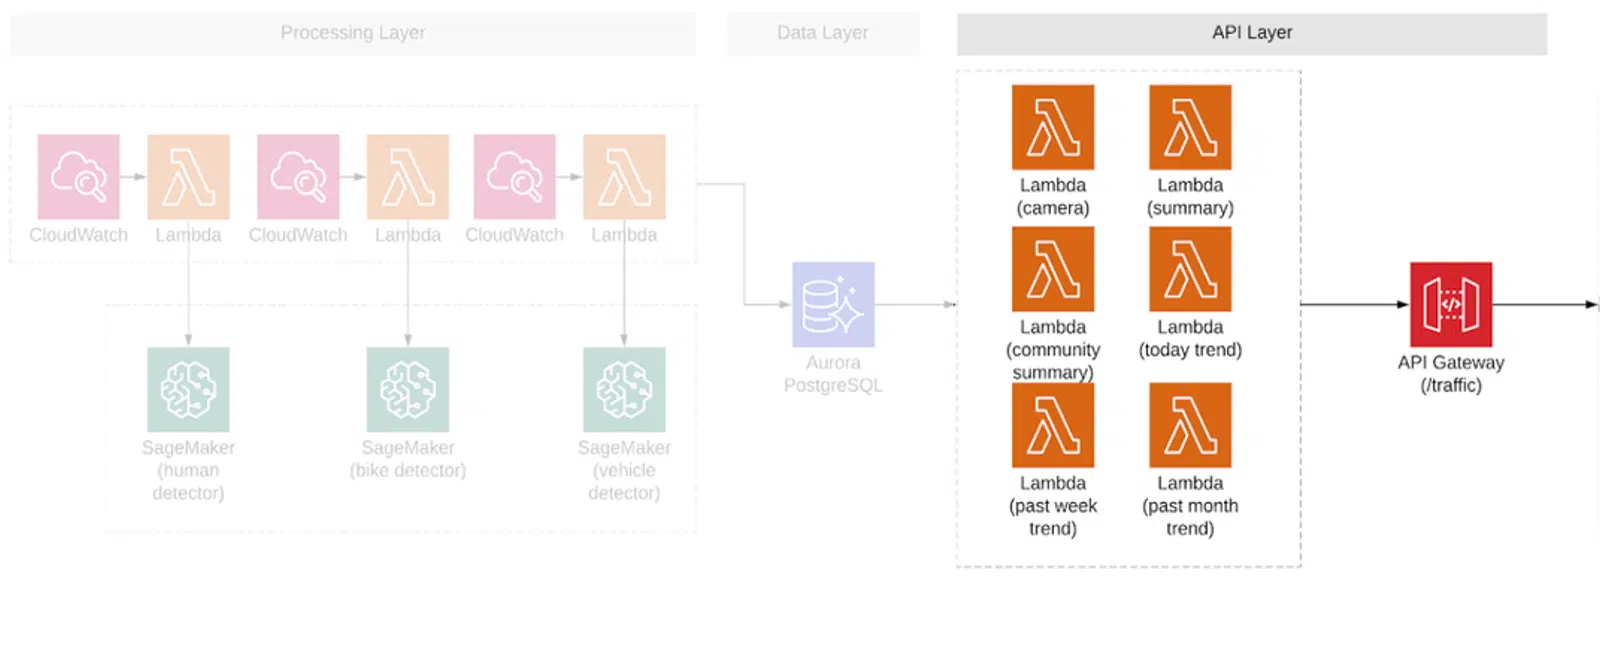 Processing Layer
Data Layer
API Layer
CloudWatch
Lambda
CloudWatch
Lambda
CloudWatch
Lambda
SageMaker
(human
detector)
SageMaker
(bike detector)
SageMaker
(vehicle
detector)
Aurora
PostgreSQL
Lambda
(camera)
Lambda
(summary)
Lambda
(community
summary)
Lambda
(today trend)
Lambda
(past week
trend)
Lambda
(past month
trend)
</>
API Gateway
(/traffic)